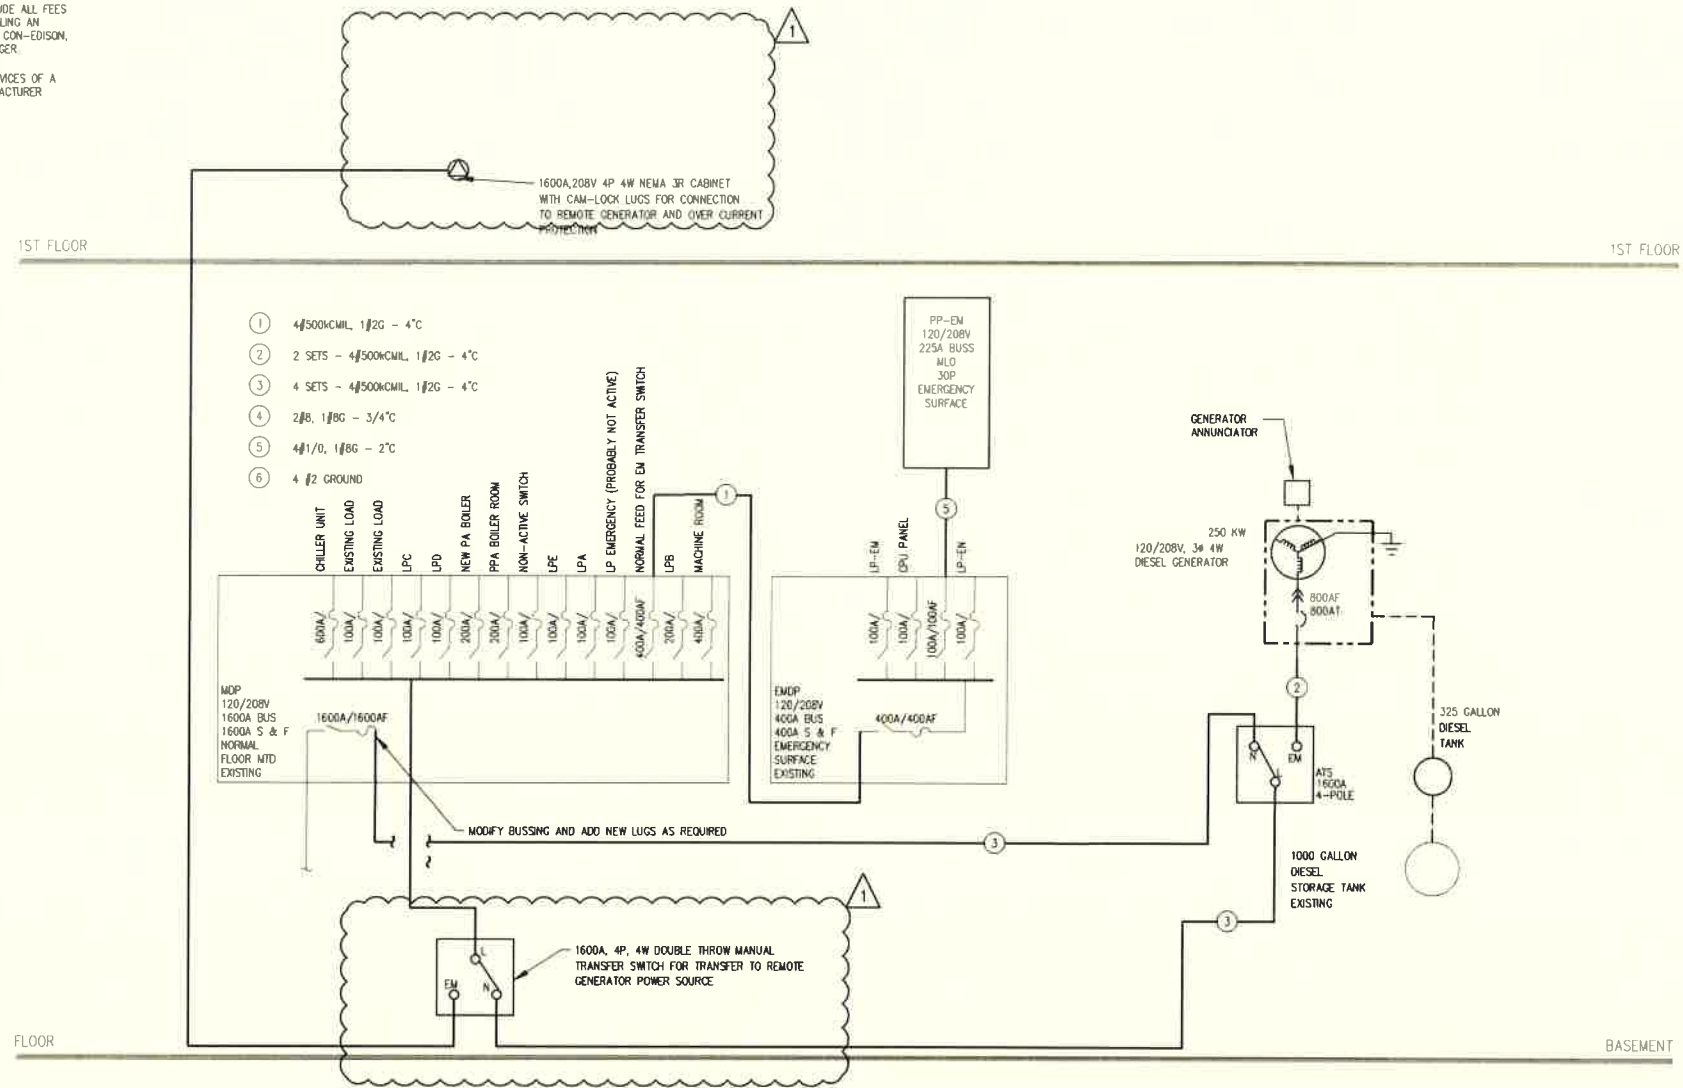 UDE ALL FEES
LING AN
CON-EDISON,
GER.
VICES OF A
ACTURER
1
1600A,208V 4P 4W NEMA 3R CABINET
WITH CAM-LOCK LUGS FOR CONNECTION
TO REMOTE GENERATOR AND OVER CURRENT
PROTECTION
1ST FLOOR
1ST FLOOR
1 4#500kCMIL, 1#2G - 4"C
2 2 SETS - 4#500kCMIL, 1#2G - 4"C
3 4 SETS - 4#500kCMIL, 1#2G - 4"C
4 2#8, 1#8G - 3/4"C
5 4#1/0, 1#8G - 2"C
6 4 #2 GROUND
CHILLER UNIT
EXISTING LOAD
EXISTING LOAD
LPC
LPD
NEW PA BOILER
PPA BOILER ROOM
NON-ACTIVE SWITCH
LPE
LPA
LP EMERGENCY (PROBABLY NOT ACTIVE)
NORMAL FEED FOR EM TRANSFER SWITCH
LPB
MACHINE ROOM
1
600A/
100A/
100A/
100A/
100A/
200A/
200A/
100A/
100A/
100A/
100A/
400A/400AF
200A/
400A/
MDP
120/208V
1600A BUS
1600A S & F
NORMAL
FLOOR MTD
EXISTING
1600A/1600AF
PP-EM
120/208V
225A BUSS
MLO
30P
EMERGENCY
SURFACE
5
LP-EM
CPU PANEL
LP-EN
100A/
100A/
100A/100AF
100A/
EMDP
120/208V
400A BUS
400A S & F
EMERGENCY
SURFACE
EXISTING
400A/400AF
GENERATOR
ANNUNCIATOR
250 KW
120/208V, 3ϕ 4W
DIESEL GENERATOR
800AF
800AT
2
N
EM
L
ATS
1600A
4-POLE
325 GALLON
DIESEL
TANK
1000 GALLON
DIESEL
STORAGE TANK
EXISTING
MODIFY BUSSING AND ADD NEW LUGS AS REQUIRED
3
3
1
L
EM
N
1600A, 4P, 4W DOUBLE THROW MANUAL
TRANSFER SWITCH FOR TRANSFER TO REMOTE
GENERATOR POWER SOURCE
FLOOR
BASEMENT